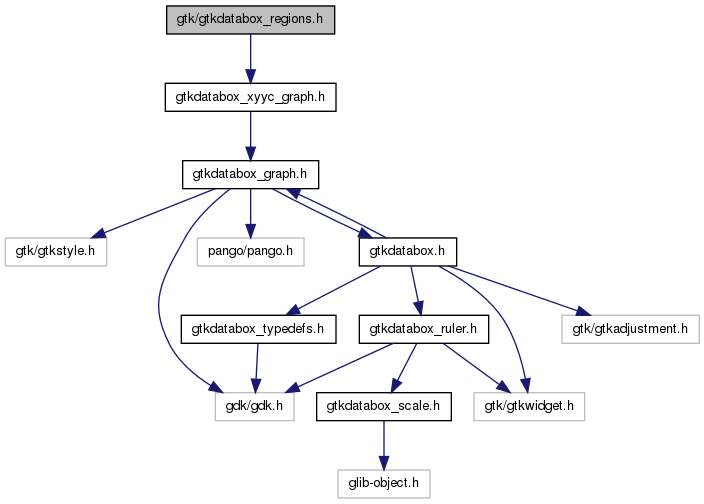 gtk/gtkdatabox_regions.h
gtkdatabox_xyyc_graph.h
gtkdatabox_graph.h
gtk/gtkstyle.h
pango/pango.h
gtkdatabox.h
gtkdatabox_typedefs.h
gtkdatabox_ruler.h
gtk/gtkadjustment.h
gdk/gdk.h
gtkdatabox_scale.h
gtk/gtkwidget.h
glib-object.h